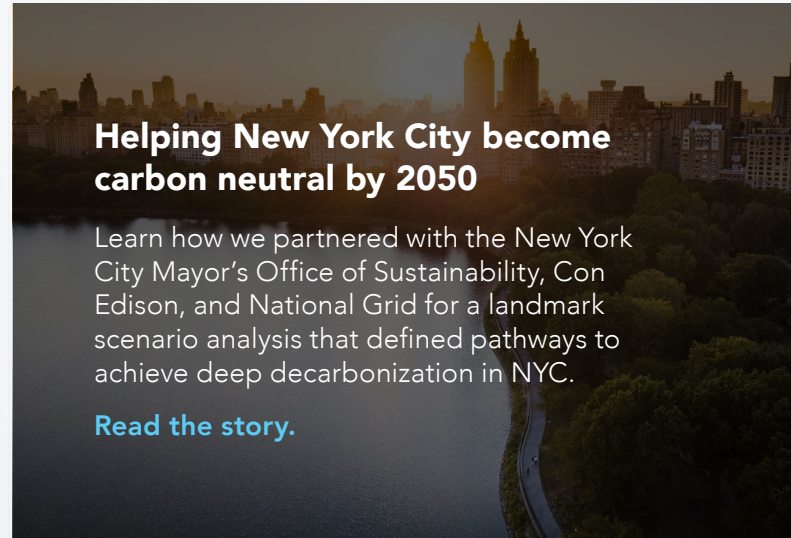 Helping New York City become
carbon neutral by 2050
Learn how we partnered with the New York
City Mayor’s Office of Sustainability, Con
Edison, and National Grid for a landmark
scenario analysis that defined pathways to
achieve deep decarbonization in NYC.
Read the story.